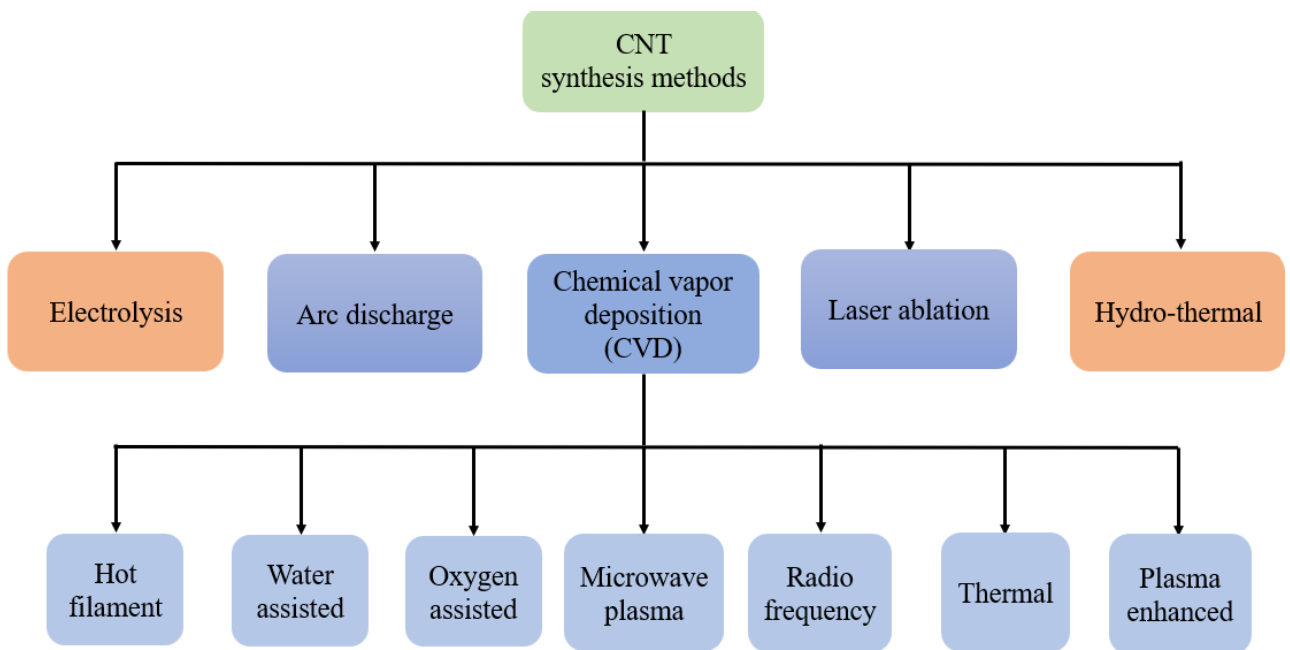 CNT
synthesis methods
Electrolysis
Arc discharge
Chemical vapor
deposition
(CVD)
Laser ablation
Hydro-thermal
Hot
filament
Water
assisted
Oxygen
assisted
Microwave
plasma
Radio
frequency
Thermal
Plasma
enhanced